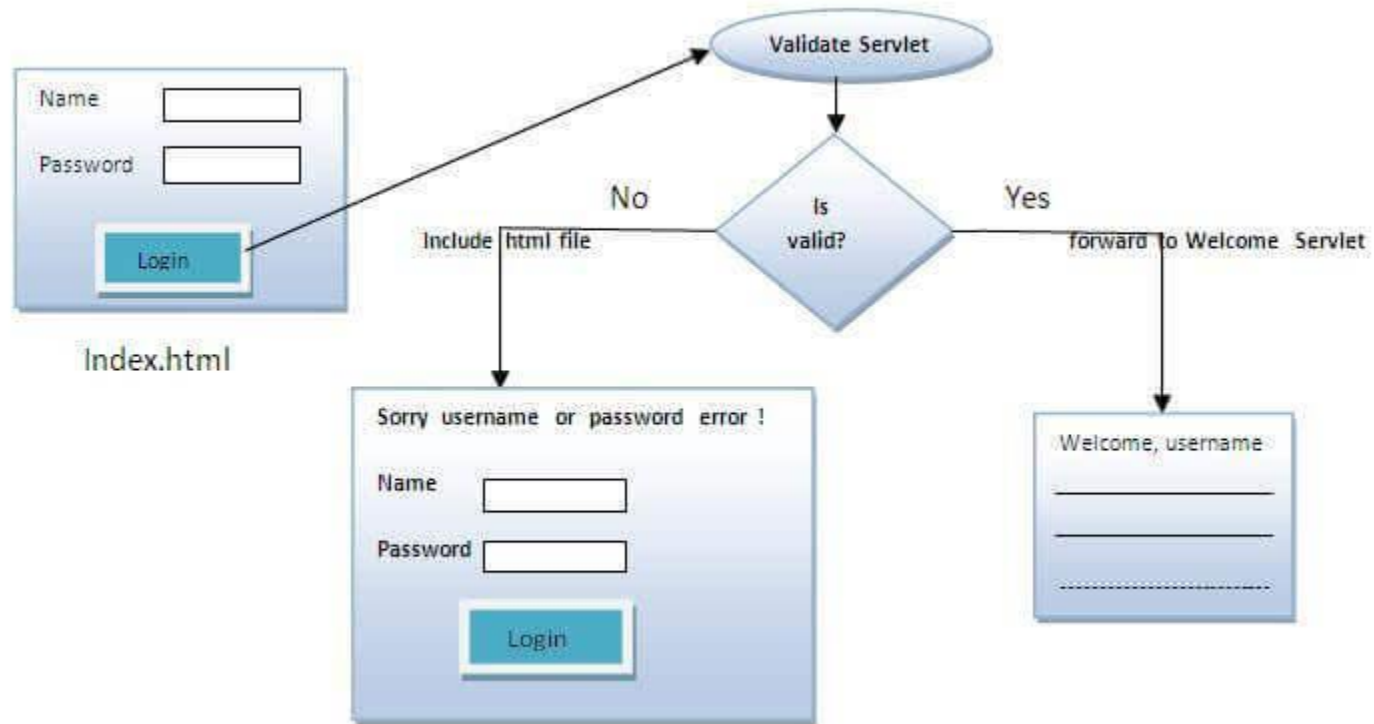 Validate Servlet
Name
Password
Login
Index.html
Is
valid?
No
Include html file
Yes
forward to Welcome Servlet
Sorry username or password error !
Name
Password
Login
Welcome, username